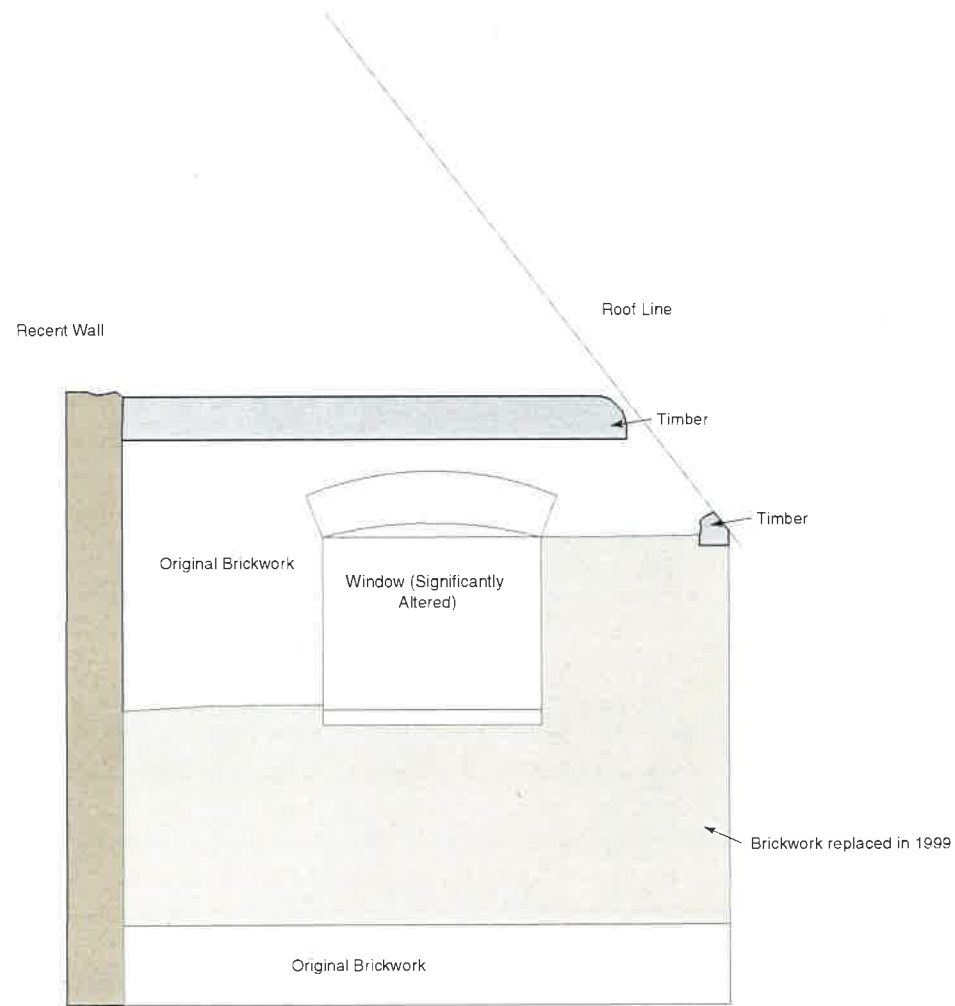 Roof Line
Recent Wall
Timber
Timber
Original Brickwork
Window (Significantly
Altered)
Brickwork replaced in 1999
Original Brickwork